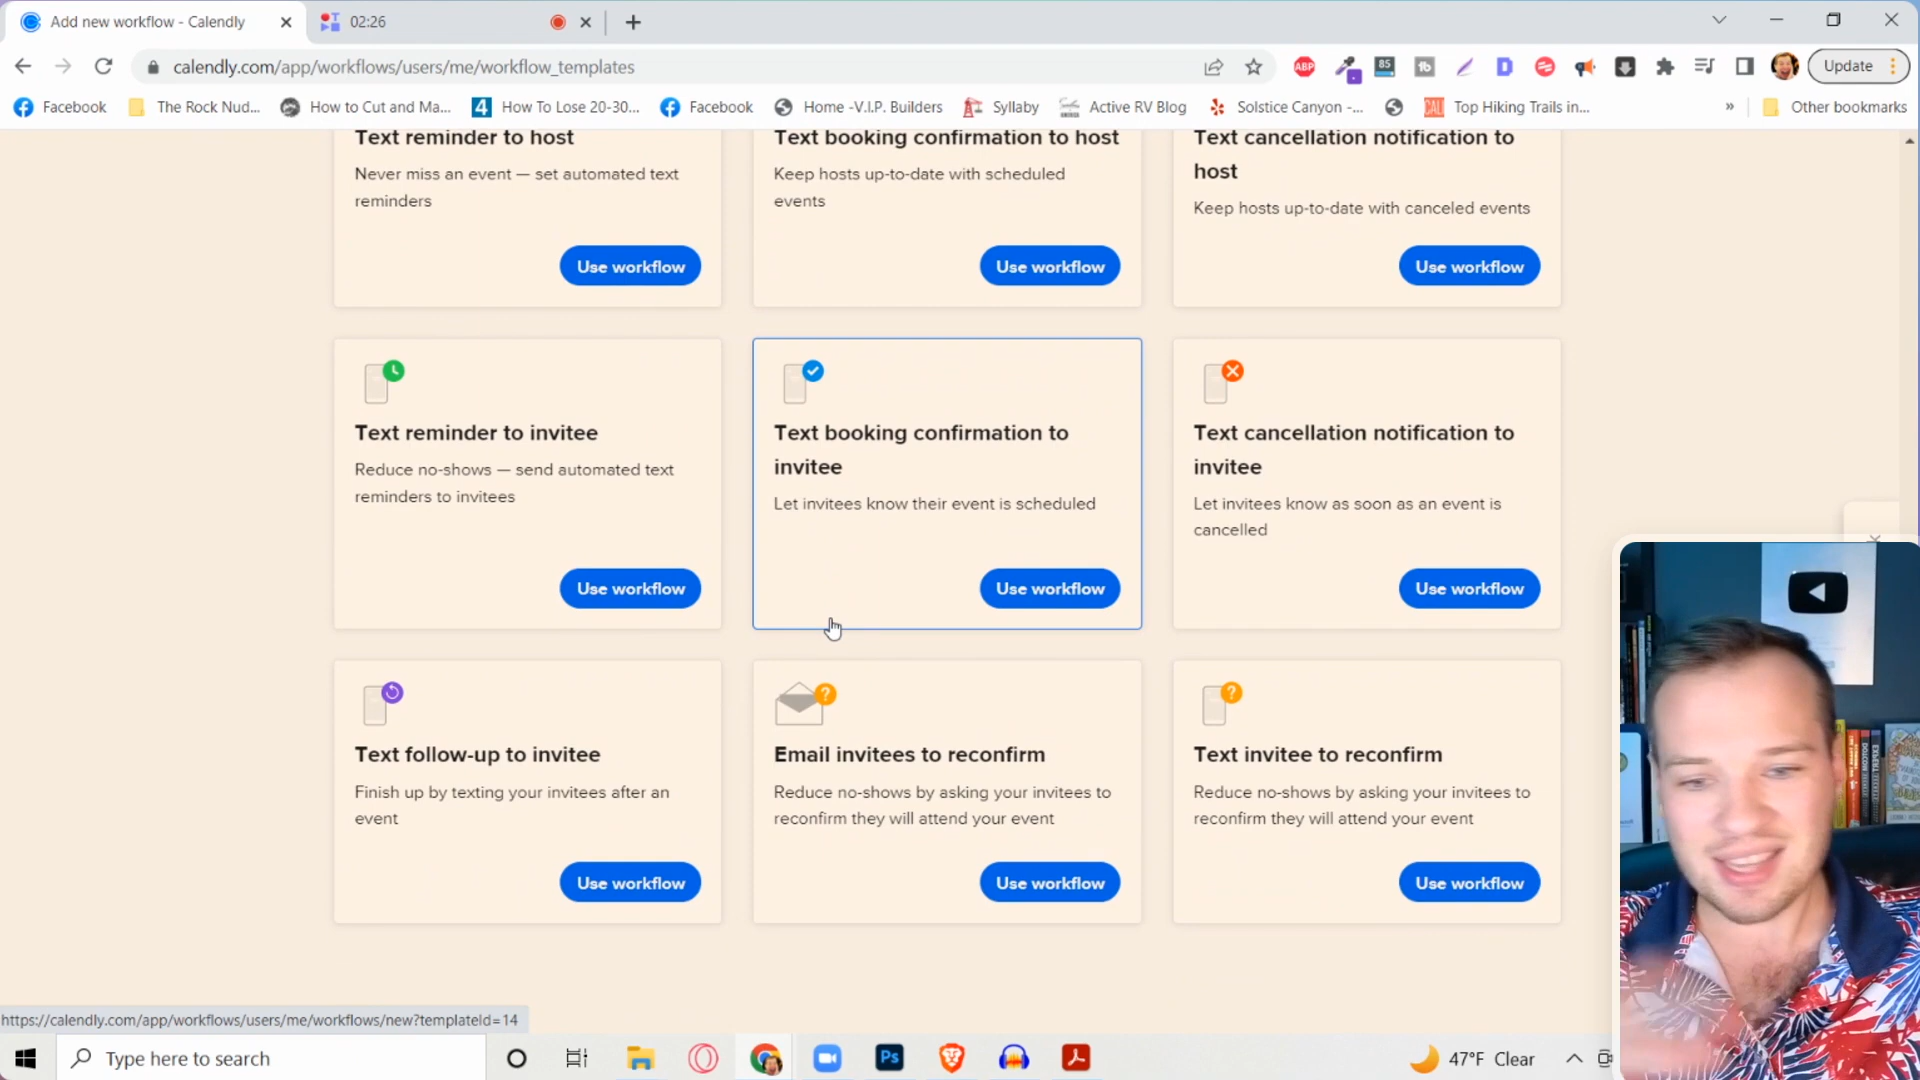 Add new workflow - Calendly
02:26
calendly.com/app/workflows/users/me/workflow_templates
ABP
85
Update
Facebook
The Rock Nud...
How to Cut and Ma...
4
How To Lose 20-30...
Facebook
Home -V.I.P. Builders
Syllaby
Active RV Blog
Solstice Canyon -...
CALI
Top Hiking Trails in...
»
Other bookmarks
Text reminder to host
Never miss an event — set automated text
reminders
Use workflow
Text booking confirmation to host
Keep hosts up-to-date with scheduled
events
Use workflow
Text cancellation notification to
host
Keep hosts up-to-date with canceled events
Use workflow
Text reminder to invitee
Reduce no-shows — send automated text
reminders to invitees
Use workflow
Text booking confirmation to
invitee
Let invitees know their event is scheduled
Use workflow
Text cancellation notification to
invitee
Let invitees know as soon as an event is
cancelled
Use workflow
Text follow-up to invitee
Finish up by texting your invitees after an
event
Use workflow
Email invitees to reconfirm
Reduce no-shows by asking your invitees to
reconfirm they will attend your event
Use workflow
Text invitee to reconfirm
Reduce no-shows by asking your invitees to
reconfirm they will attend your event
Use workflow
https://calendly.com/app/workflows/users/me/workflows/new?templateId=14
Type here to search
Ps
47°F Clear